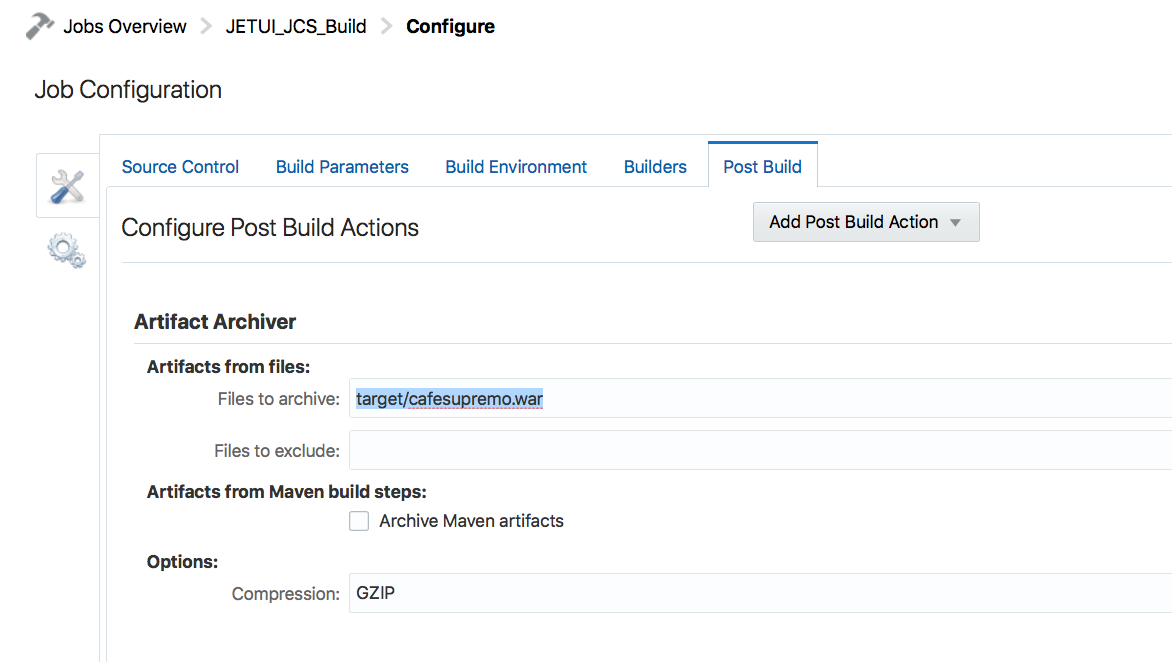 Jobs Overview > JETUI_JCS_Build > Configure
Job Configuration
Source Control Build Parameters Build Environment Builders Post Build
Configure Post Build Actions Add Post Build Action
Artifact Archiver
Artifacts from files:
Files to archive: target/cafesupremo.war
Files to exclude:
Artifacts from Maven build steps:
Archive Maven artifacts
Options:
Compression: GZIP